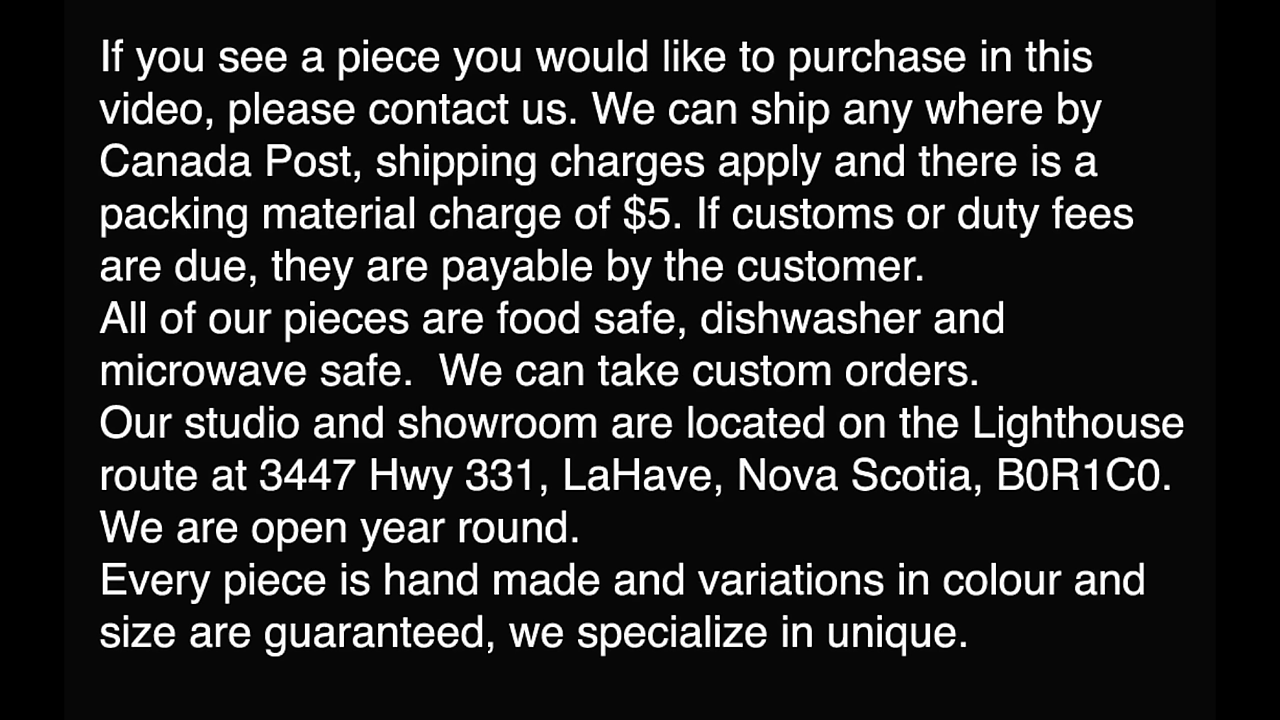 If you see a piece you would like to purchase in this
video, please contact us. We can ship any where by
Canada Post, shipping charges apply and there is a
packing material charge of $5. If customs or duty fees
are due, they are payable by the customer.
All of our pieces are food safe, dishwasher and
microwave safe.  We can take custom orders.
Our studio and showroom are located on the Lighthouse
route at 3447 Hwy 331, LaHave, Nova Scotia, B0R1C0.
We are open year round.
Every piece is hand made and variations in colour and
size are guaranteed, we specialize in unique.